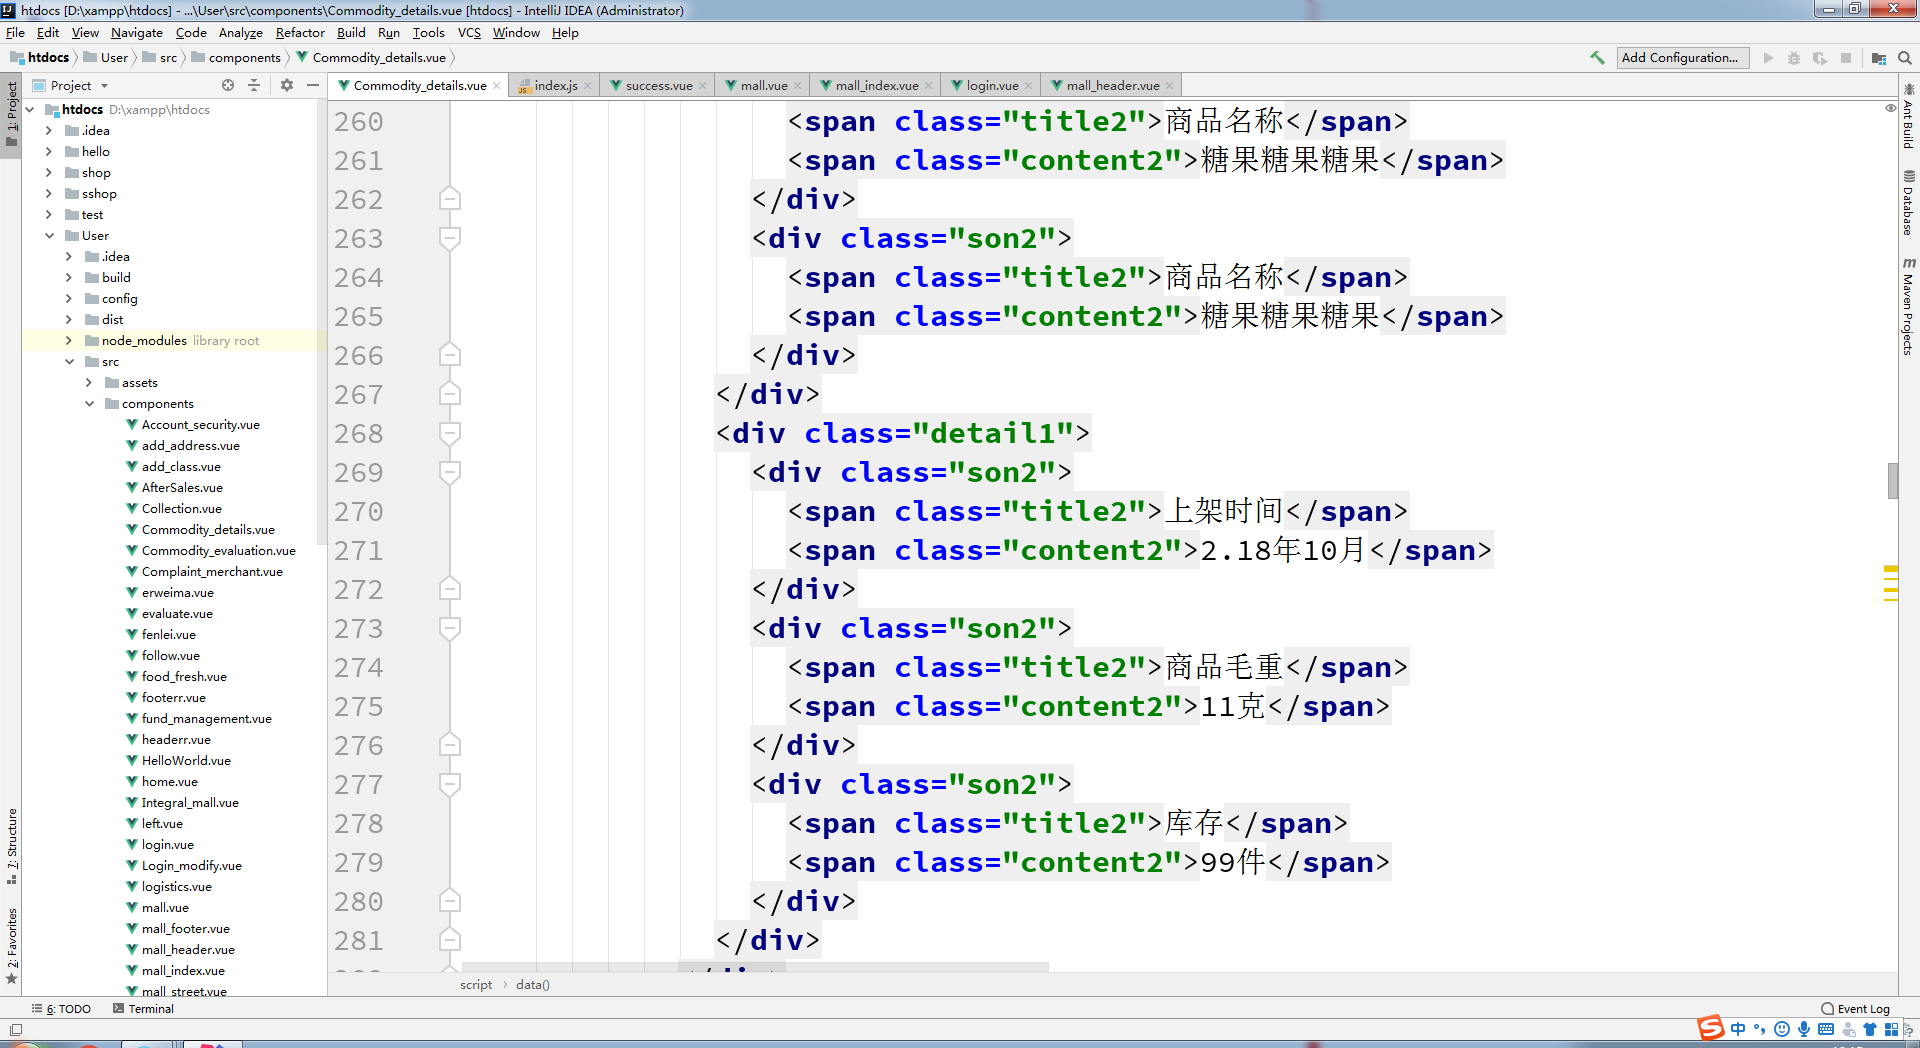 htdocs [D:\xampp\htdocs] - ...\User\src\components\Commodity_details.vue [htdocs] - IntelliJ IDEA (Administrator)
File Edit View Navigate Code Analyze Refactor Build Run Tools VCS Window Help
htdocs User src components Commodity_details.vue
Add Configuration...
1: Project
Project
Commodity_details.vue index.js success.vue mall.vue mall_index.vue login.vue mall_header.vue
htdocs D:\xampp\htdocs
.idea
hello
shop
sshop
test
User
.idea
build
config
dist
node_modules library root
src
assets
components
Account_security.vue
add_address.vue
add_class.vue
AfterSales.vue
Collection.vue
Commodity_details.vue
Commodity_evaluation.vue
Complaint_merchant.vue
erweima.vue
evaluate.vue
fenlei.vue
follow.vue
food_fresh.vue
footerr.vue
fund_management.vue
headerr.vue
HelloWorld.vue
home.vue
Integral_mall.vue
left.vue
login.vue
Login_modify.vue
logistics.vue
mall.vue
mall_footer.vue
mall_header.vue
mall_index.vue
mall_street.vue
260 <span class="title2">商品名称</span>
261 <span class="content2">糖果糖果糖果</span>
262 </div>
263 <div class="son2">
264 <span class="title2">商品名称</span>
265 <span class="content2">糖果糖果糖果</span>
266 </div>
267 </div>
268 <div class="detail1">
269 <div class="son2">
270 <span class="title2">上架时间</span>
271 <span class="content2">2.18年10月</span>
272 </div>
273 <div class="son2">
274 <span class="title2">商品毛重</span>
275 <span class="content2">11克</span>
276 </div>
277 <div class="son2">
278 <span class="title2">库存</span>
279 <span class="content2">99件</span>
280 </div>
281 </div>
script data()
Ant Build
Database
Maven Projects
7: Structure
2: Favorites
6: TODO Terminal
Event Log
中